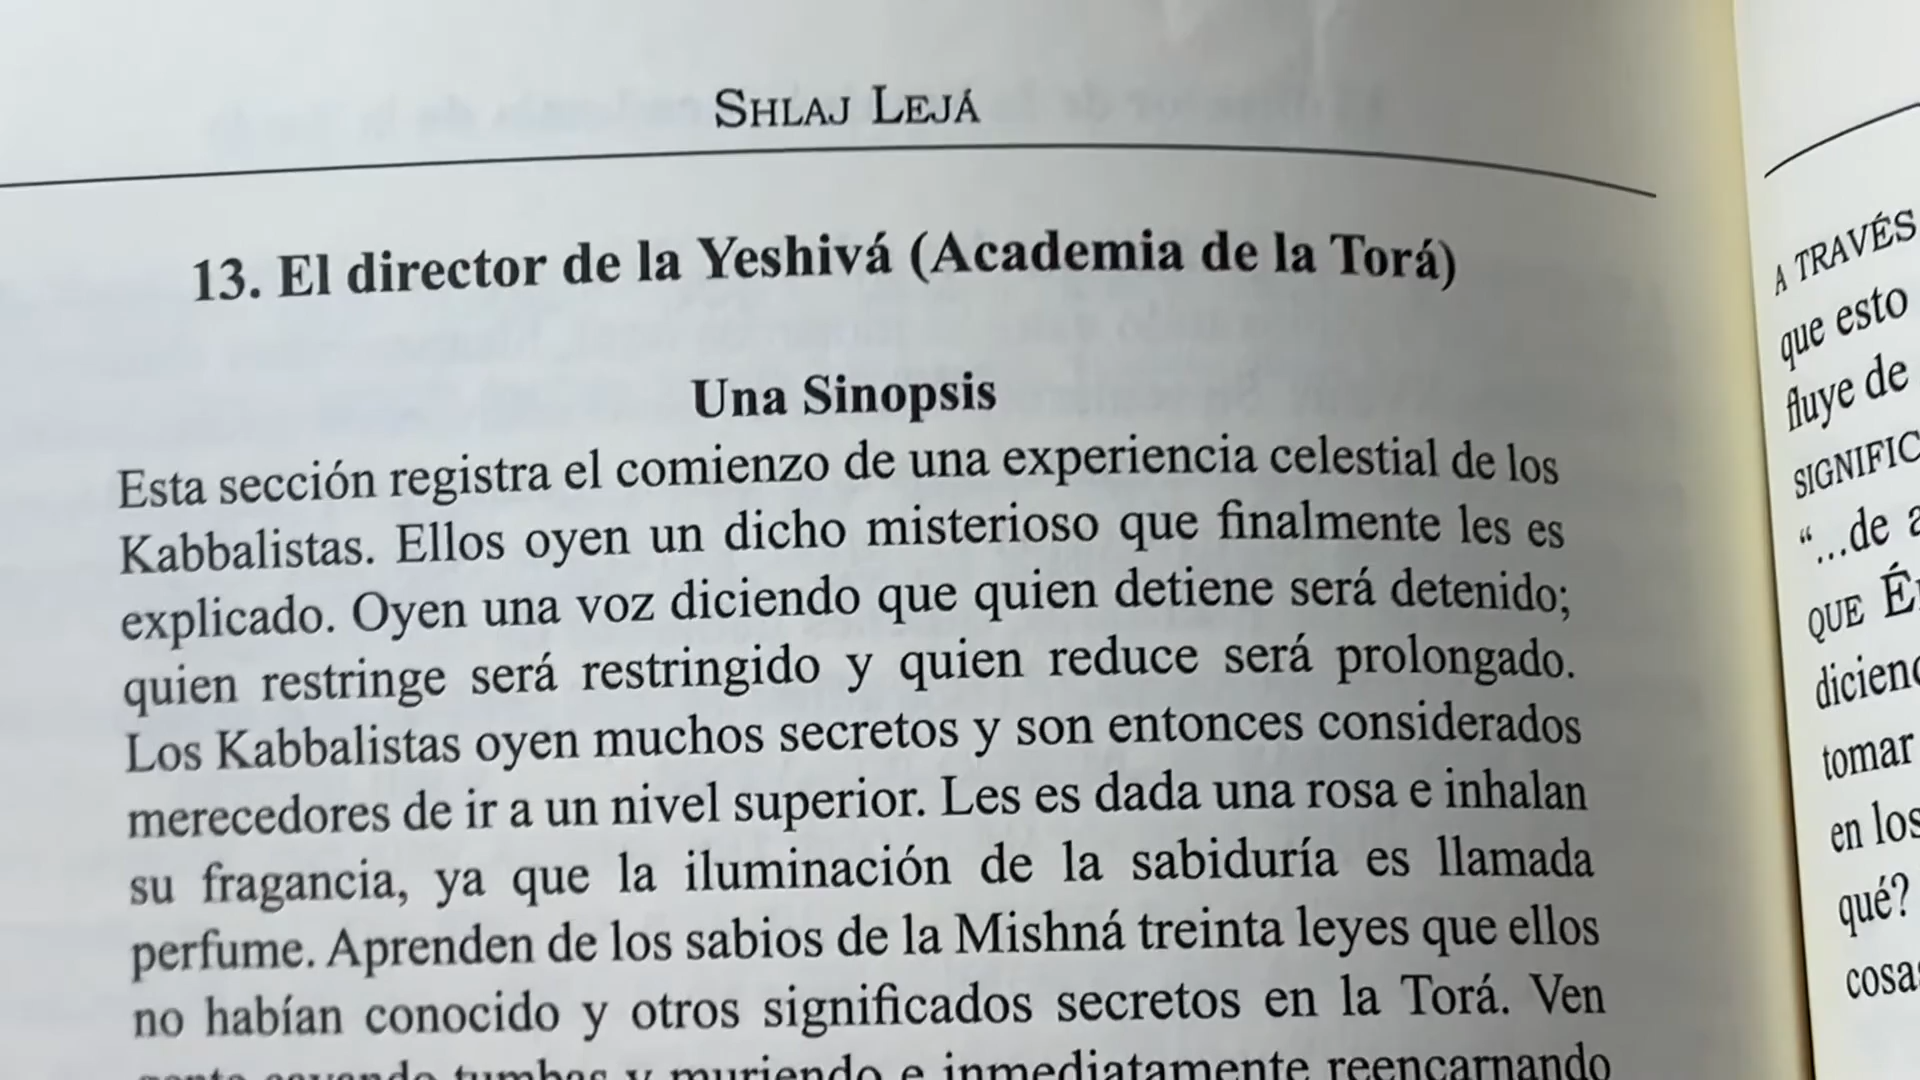 SHLAJ LEJÁ
13. El director de la Yeshivá (Academia de la Torá)
Una Sinopsis
Esta sección registra el comienzo de una experiencia celestial de los
Kabbalistas. Ellos oyen un dicho misterioso que finalmente les es
explicado. Oyen una voz diciendo que quien detiene será detenido;
quien restringe será restringido y quien reduce será prolongado.
Los Kabbalistas oyen muchos secretos y son entonces considerados
merecedores de ir a un nivel superior. Les es dada una rosa e inhalan
su fragancia, ya que la iluminación de la sabiduría es llamada
perfume. Aprenden de los sabios de la Mishná treinta leyes que ellos
no habían conocido y otros significados secretos en la Torá. Ven
tumbas y muriendo e inmediatamente reencarnando
A TRAVÉS
que esto
fluye de
“...de
QUE
tomar
en los
qué?